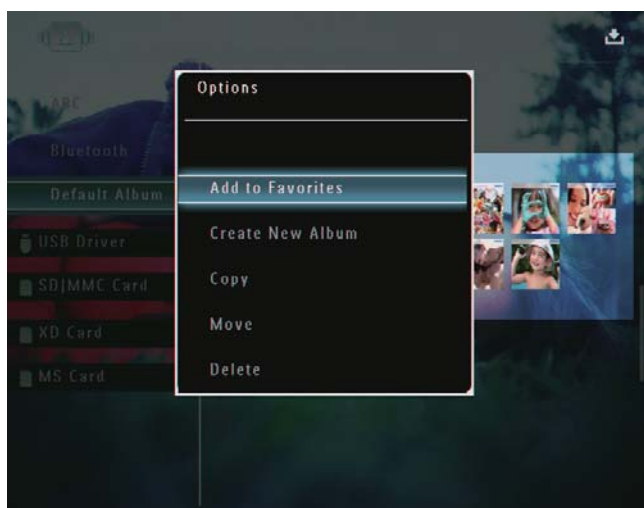 Options
Add to Favorites
Create New Album
Copy
Move
Delete
ABC
Bluetooth
Default Album
USB Driver
SD|MMC Card
XD Card
MS Card